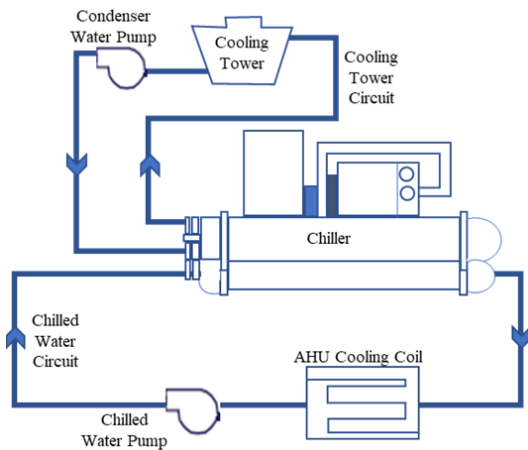 Condenser
Water Pump
Cooling
Tower
Cooling
Tower
Circuit
Chiller
Chilled
Water
Circuit
AHU Cooling Coil
Chilled
Water Pump